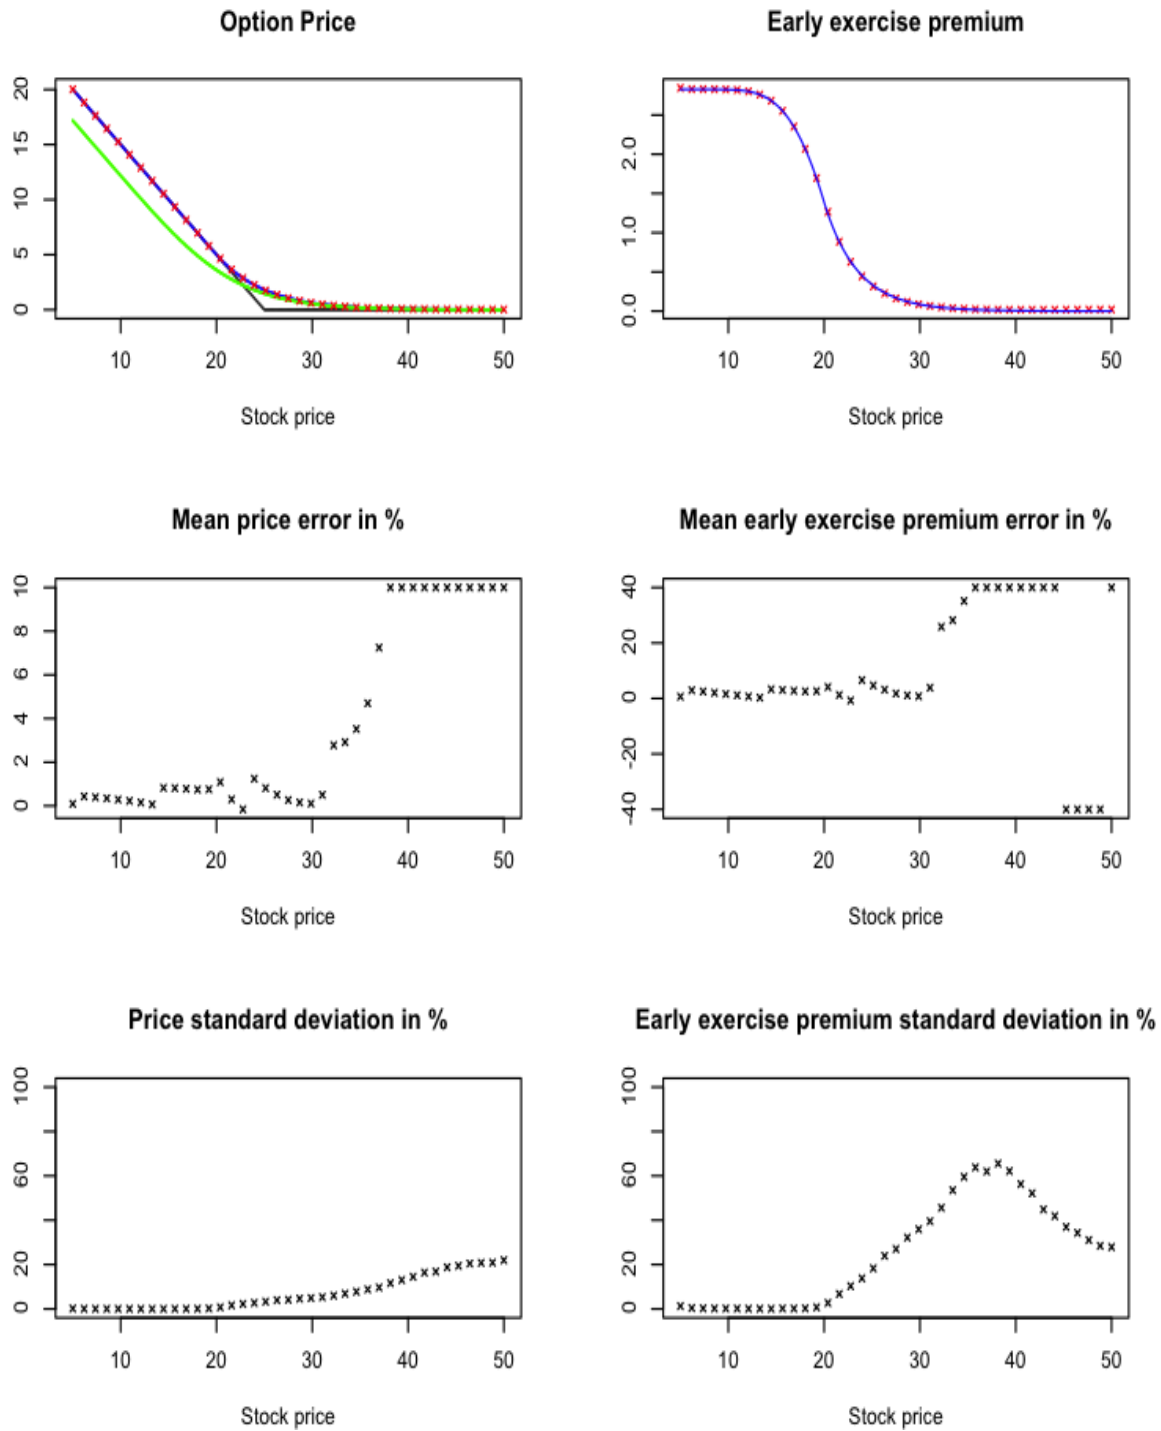 Option Price
20
15
10
5
0
10 20 30 40 50
Stock price
Early exercise premium
2.0
1.0
0.0
10 20 30 40 50
Stock price
Mean price error in %
10
8
6
4
2
0
10 20 30 40 50
Stock price
Mean early exercise premium error in %
40
20
0
-20
-40
10 20 30 40 50
Stock price
Price standard deviation in %
100
60
20
0
10 20 30 40 50
Stock price
Early exercise premium standard deviation in %
100
60
20
0
10 20 30 40 50
Stock price